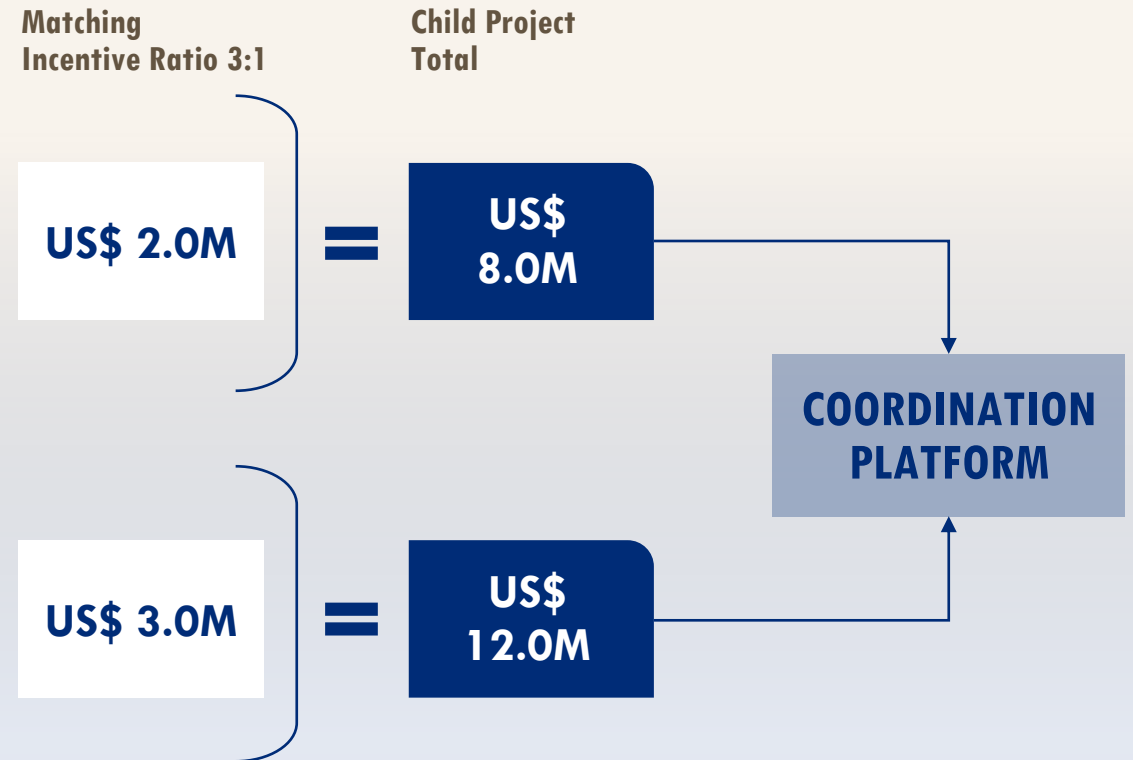 Matching
Incentive Ratio 3:1
Child Project
Total
US$ 2.0M
=
US$
8.0M
COORDINATION
PLATFORM
US$ 3.0M
=
US$
12.0M